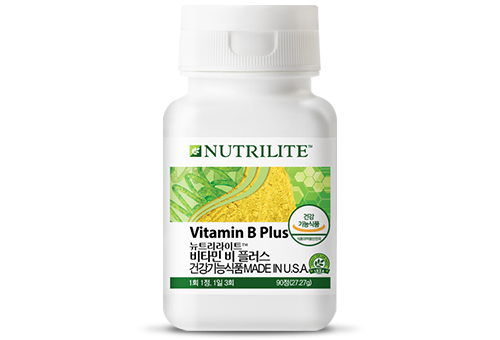 NUTRILITE™
Vitamin B Plus
뉴트리라이트™
비타민 비 플러스
건강기능식품MADE IN U.S.A.
1회 1정, 1일 3회
90정(27.27g)
건강
기능식품